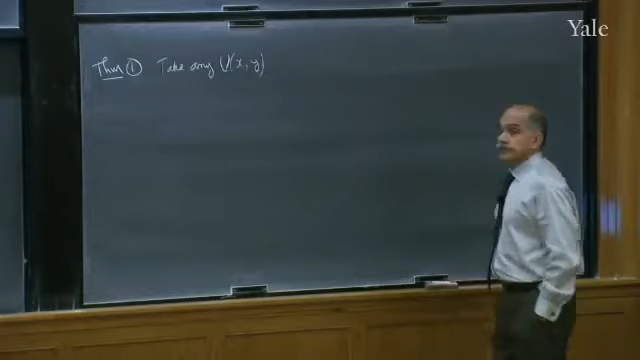 Yale
Thm ① Take any U(x, y)